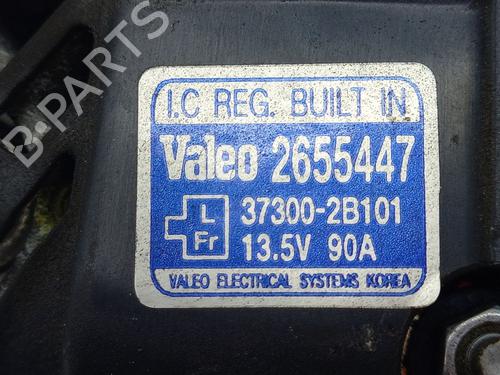 I.C REG. BUILT IN
Valeo 2655447
L 37300-2B101
Fr 13.5V 90A
VALEO ELECTRICAL SYSTEMS KOREA
B-PARTS